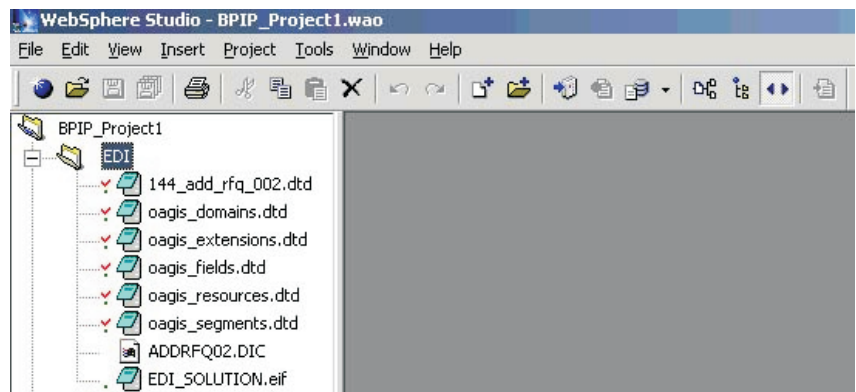 WebSphere Studio - BPIP_Project1.wao
File Edit View Insert Project Tools Window Help
BPIP_Project1
EDI
144_add_rfq_002.dtd
oagis_domains.dtd
oagis_extensions.dtd
oagis_fields.dtd
oagis_resources.dtd
oagis_segments.dtd
ADDRFQ02.DIC
EDI_SOLUTION.eif